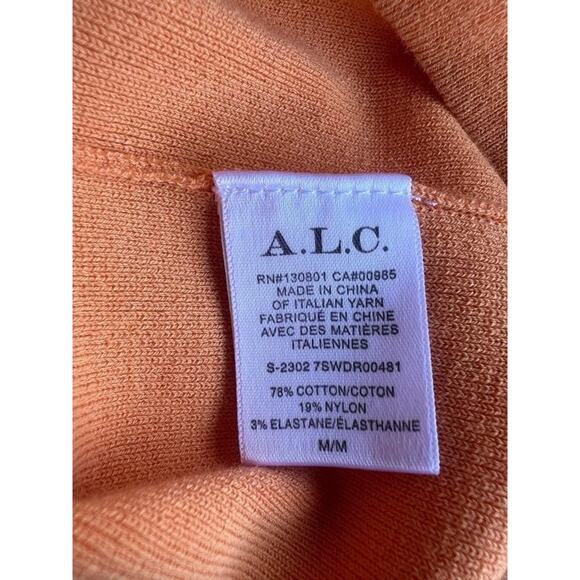 A.L.C.
RN#130801 CA#00985
MADE IN CHINA
OF ITALIAN YARN
FABRIQUÉ EN CHINE
AVEC DES MATIÈRES
ITALIENNES
S-2302 7SWDR00481
78% COTTON/COTON
19% NYLON
3% ELASTANE/ÉLASTHANNE
M/M